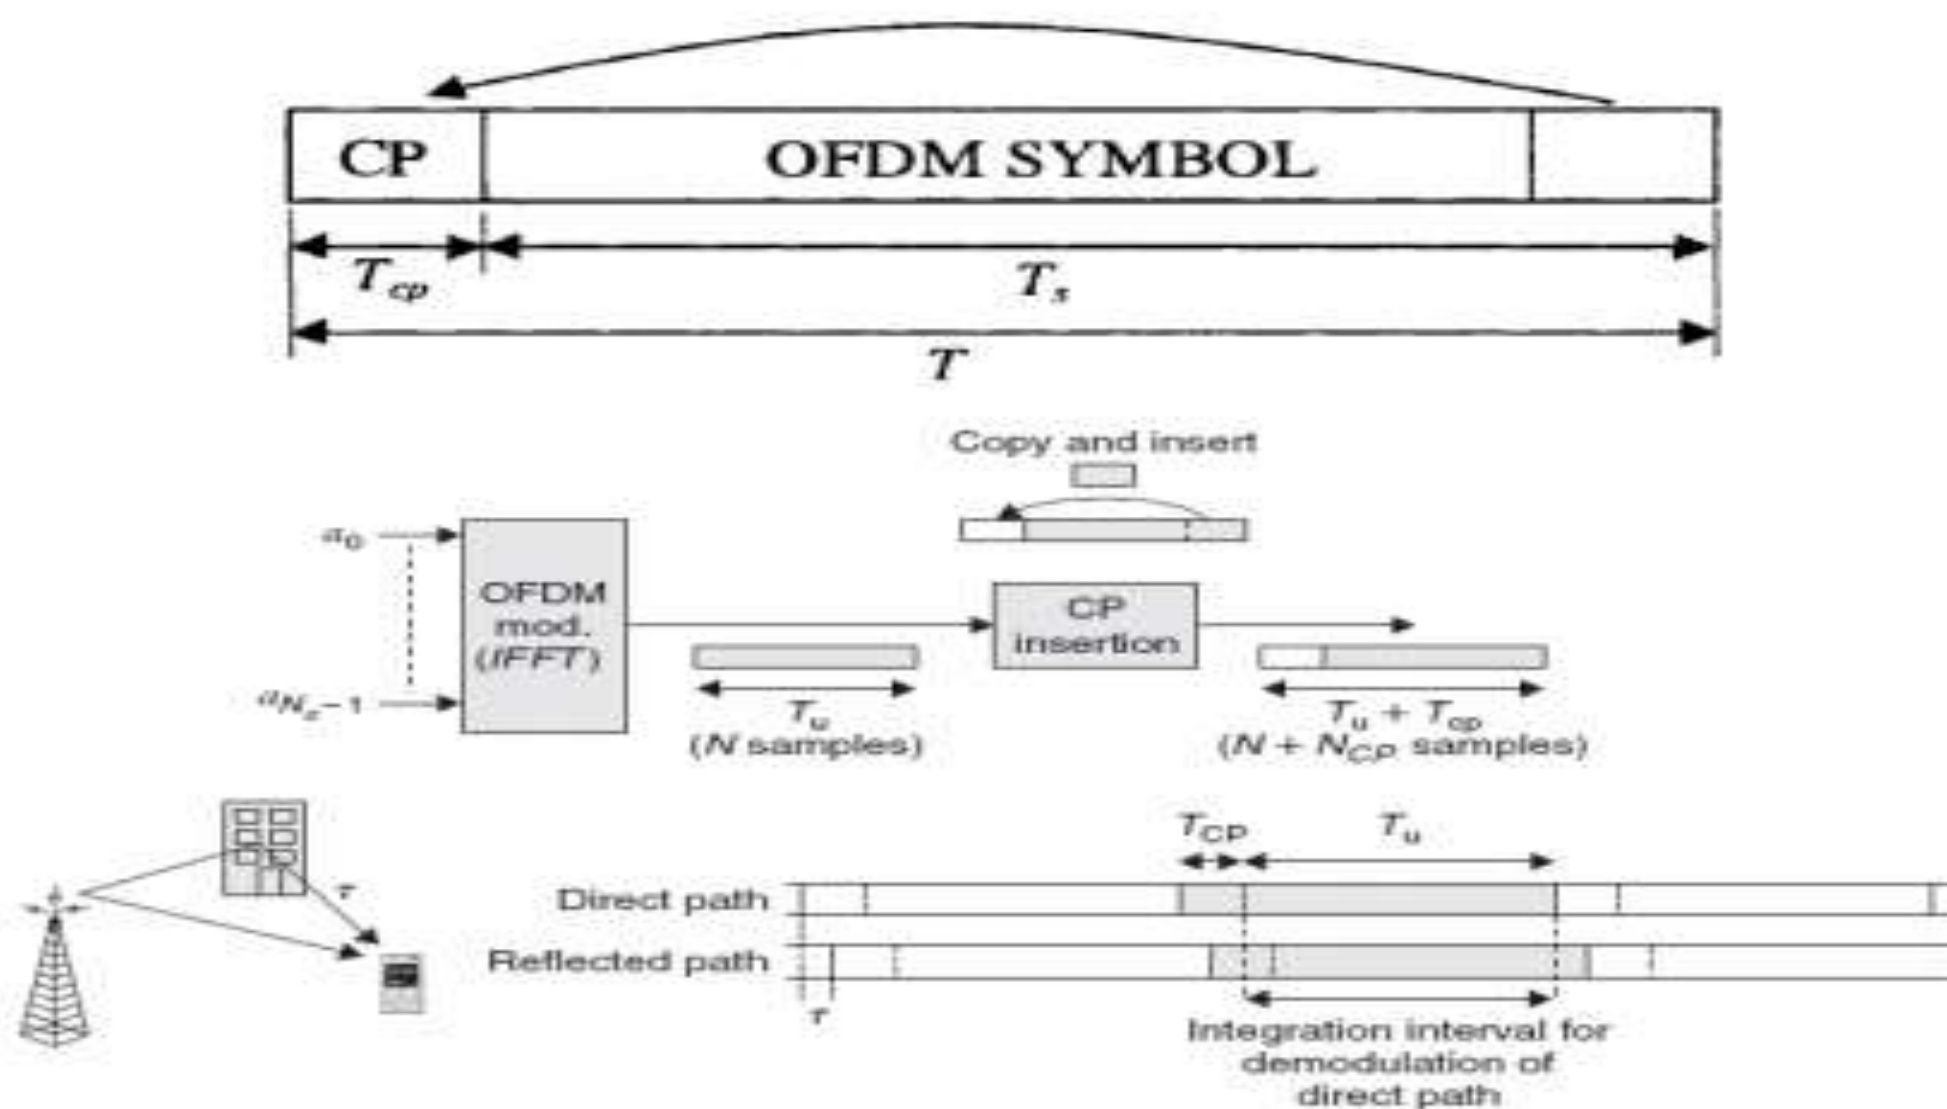 CP
OFDM SYMBOL
T_cp
T_s
T
Copy and insert
a_0
OFDM
mod.
(IFFT)
CP
insertion
a_{N_c-1}
T_u
(N samples)
T_u + T_cp
(N + N_CP samples)
T_CP
T_u
τ
Direct path
Reflected path
τ
Integration interval for
demodulation of
direct path